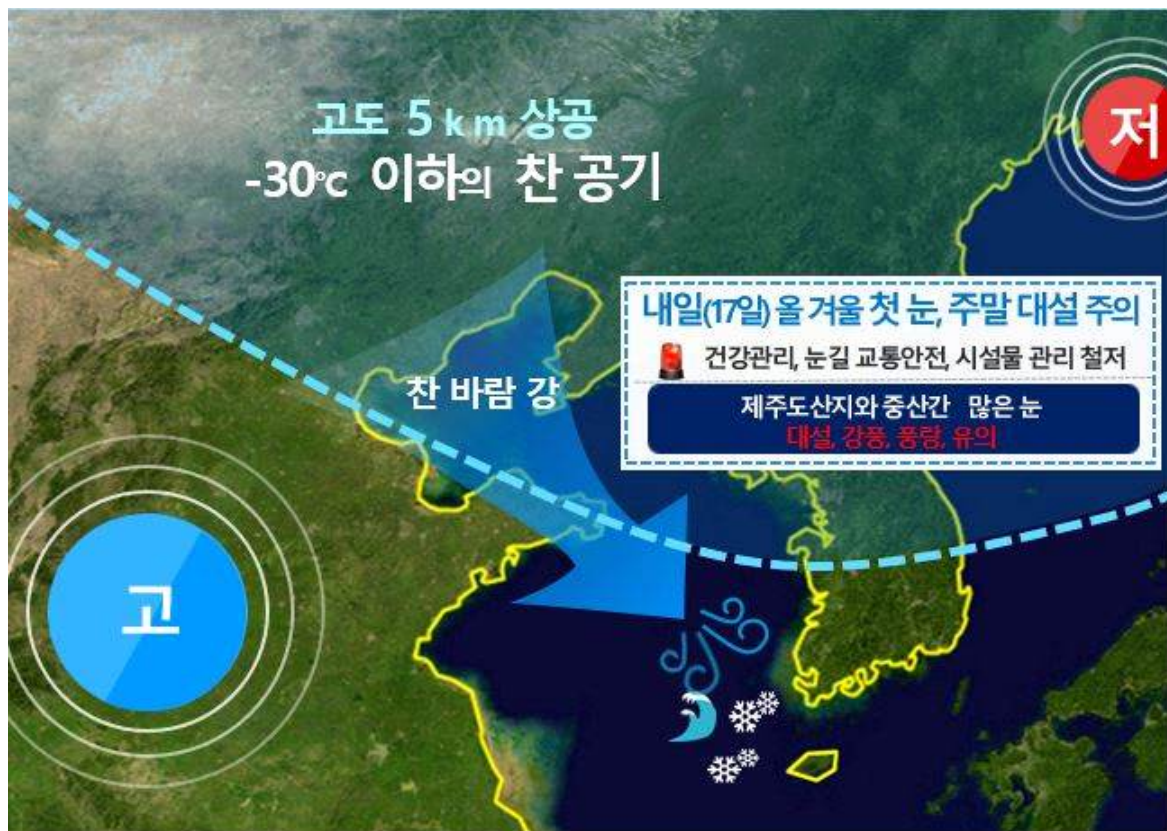 고도 5 km 상공
-30℃ 이하의 찬 공기
저
내일(17일) 올 겨울 첫 눈, 주말 대설 주의
건강관리, 눈길 교통안전, 시설물 관리 철저
제주도산지와 중산간 많은 눈
대설, 강풍, 풍랑, 유의
찬 바람 강
고